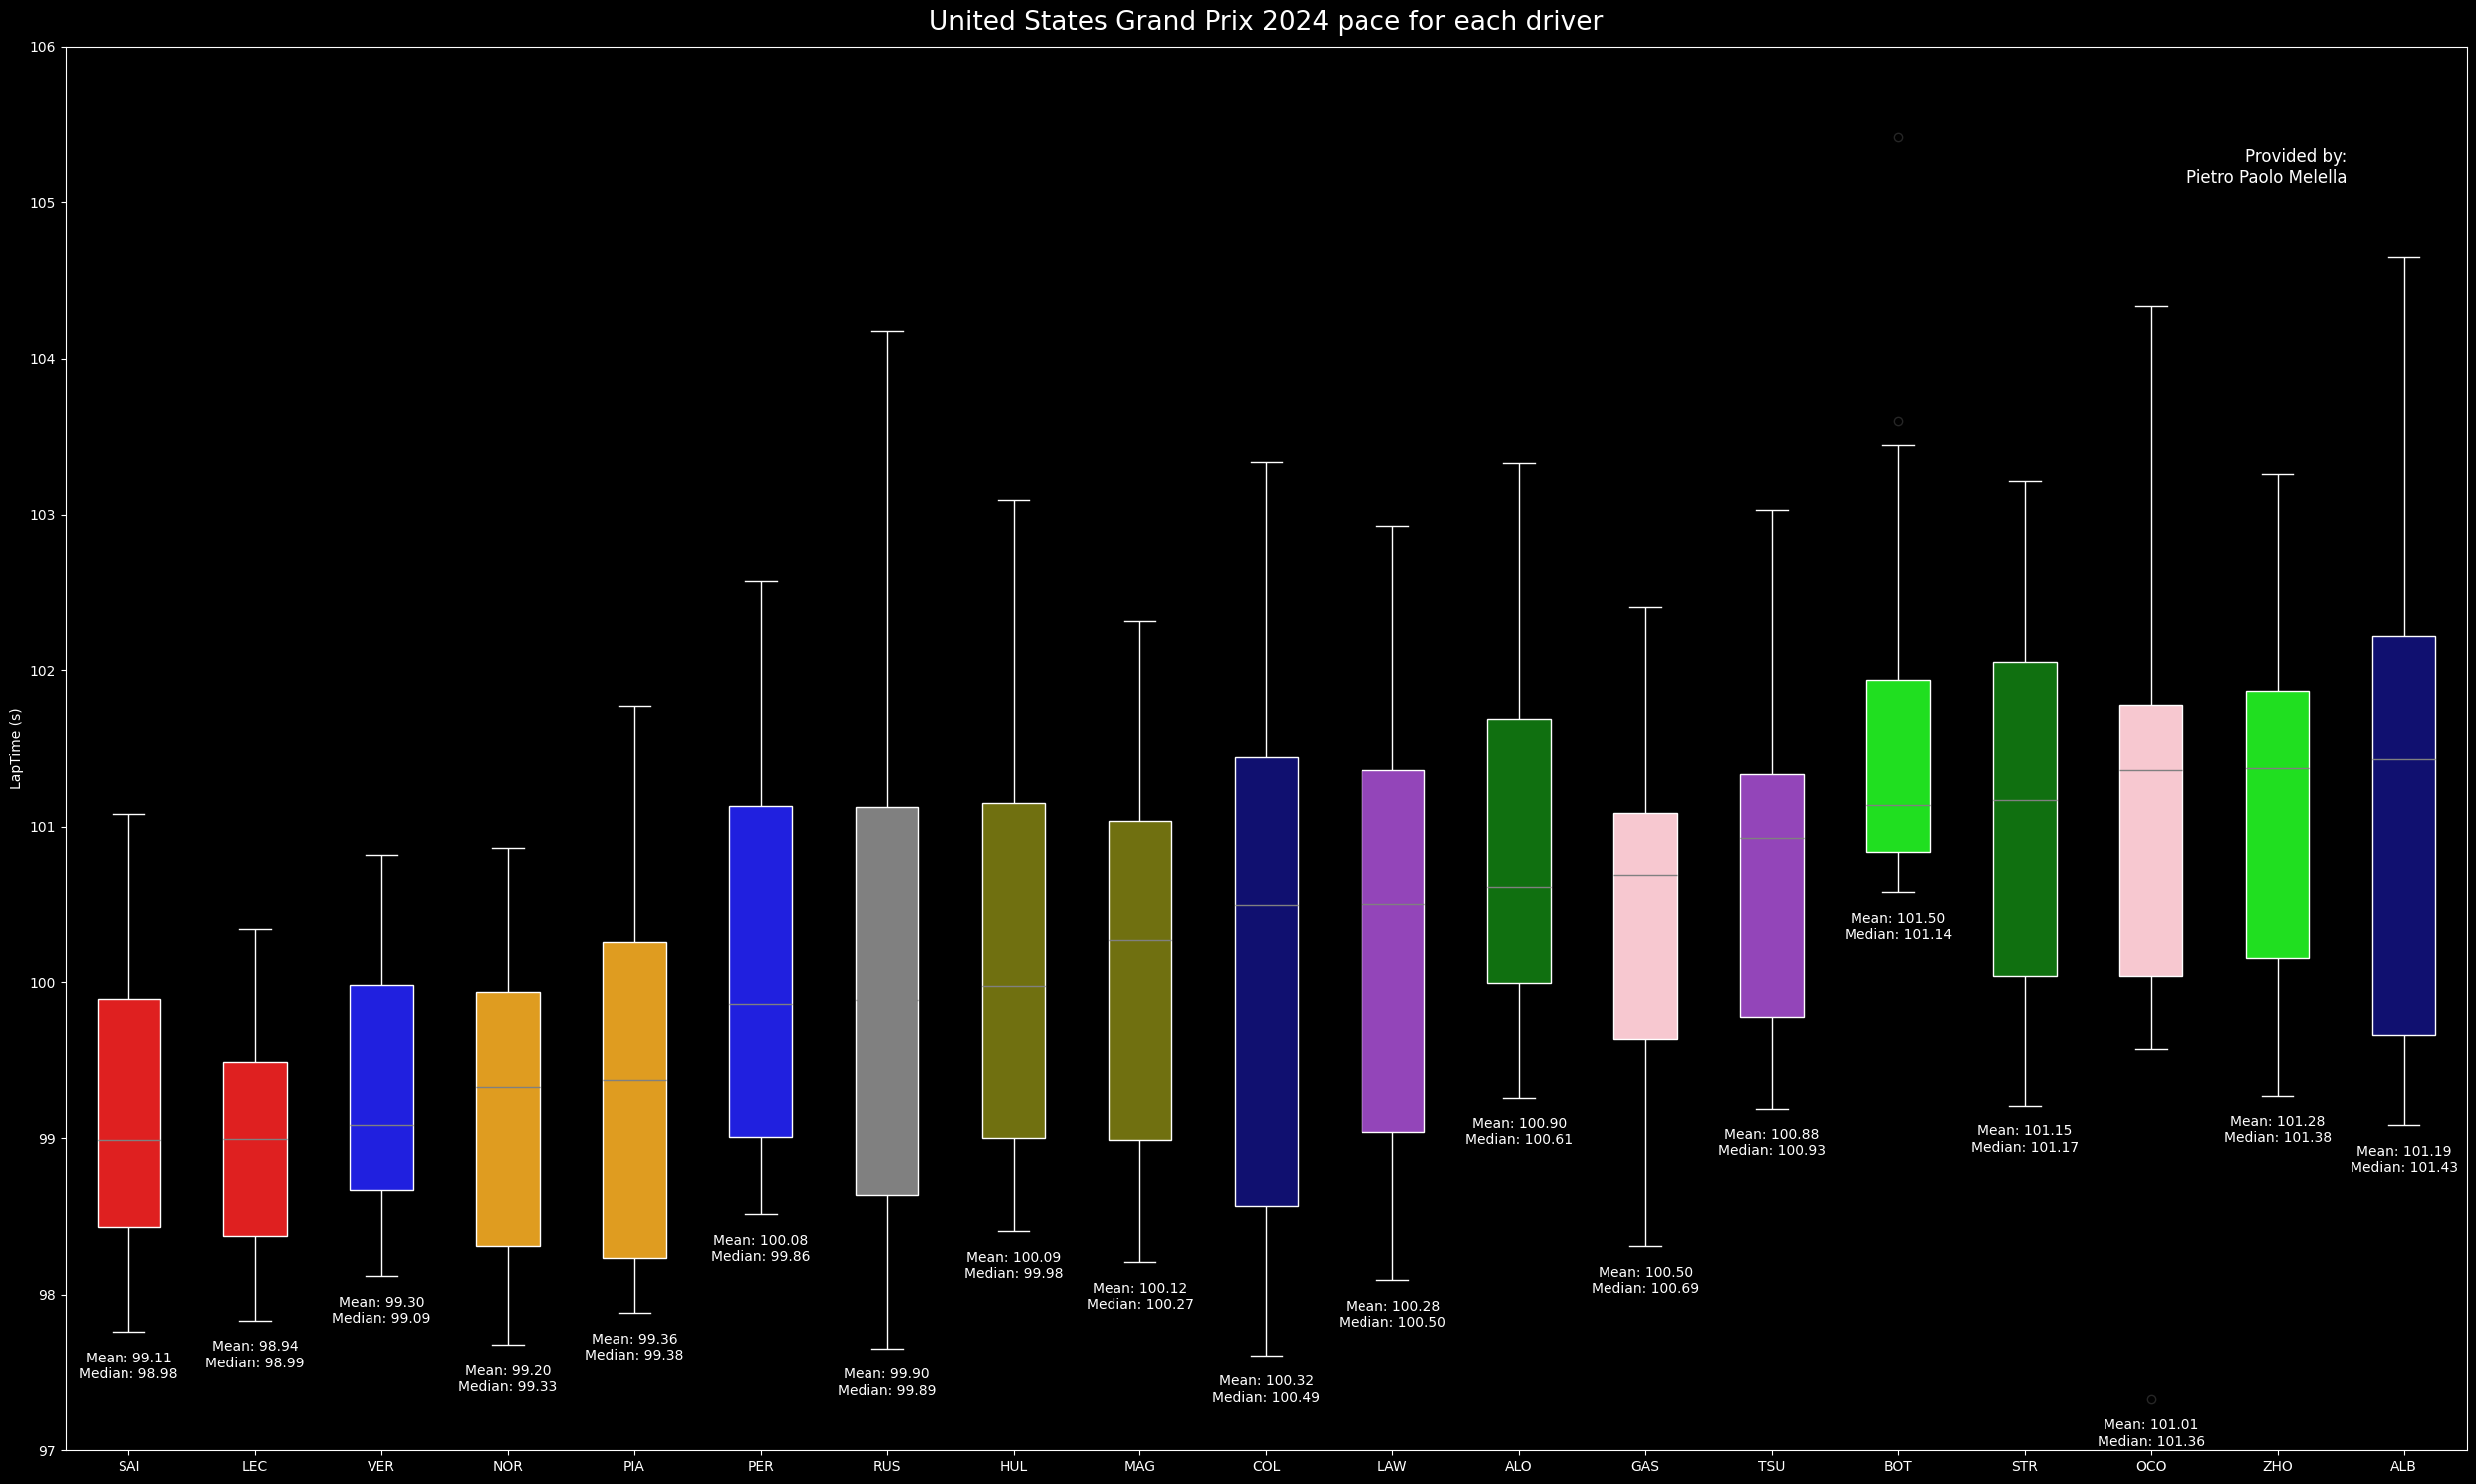 United States Grand Prix 2024 pace for each driver
Provided by:
Pietro Paolo Melella
LapTime (s)
106
105
104
103
102
101
100
99
98
97
Mean: 99.11
Median: 98.98
Mean: 98.94
Median: 98.99
Mean: 99.30
Median: 99.09
Mean: 99.20
Median: 99.33
Mean: 99.36
Median: 99.38
Mean: 100.08
Median: 99.86
Mean: 99.90
Median: 99.89
Mean: 100.09
Median: 99.98
Mean: 100.12
Median: 100.27
Mean: 100.32
Median: 100.49
Mean: 100.28
Median: 100.50
Mean: 100.90
Median: 100.61
Mean: 100.50
Median: 100.69
Mean: 100.88
Median: 100.93
Mean: 101.50
Median: 101.14
Mean: 101.15
Median: 101.17
Mean: 101.01
Median: 101.36
Mean: 101.28
Median: 101.38
Mean: 101.19
Median: 101.43
SAI LEC VER NOR PIA PER RUS HUL MAG COL LAW ALO GAS TSU BOT STR OCO ZHO ALB